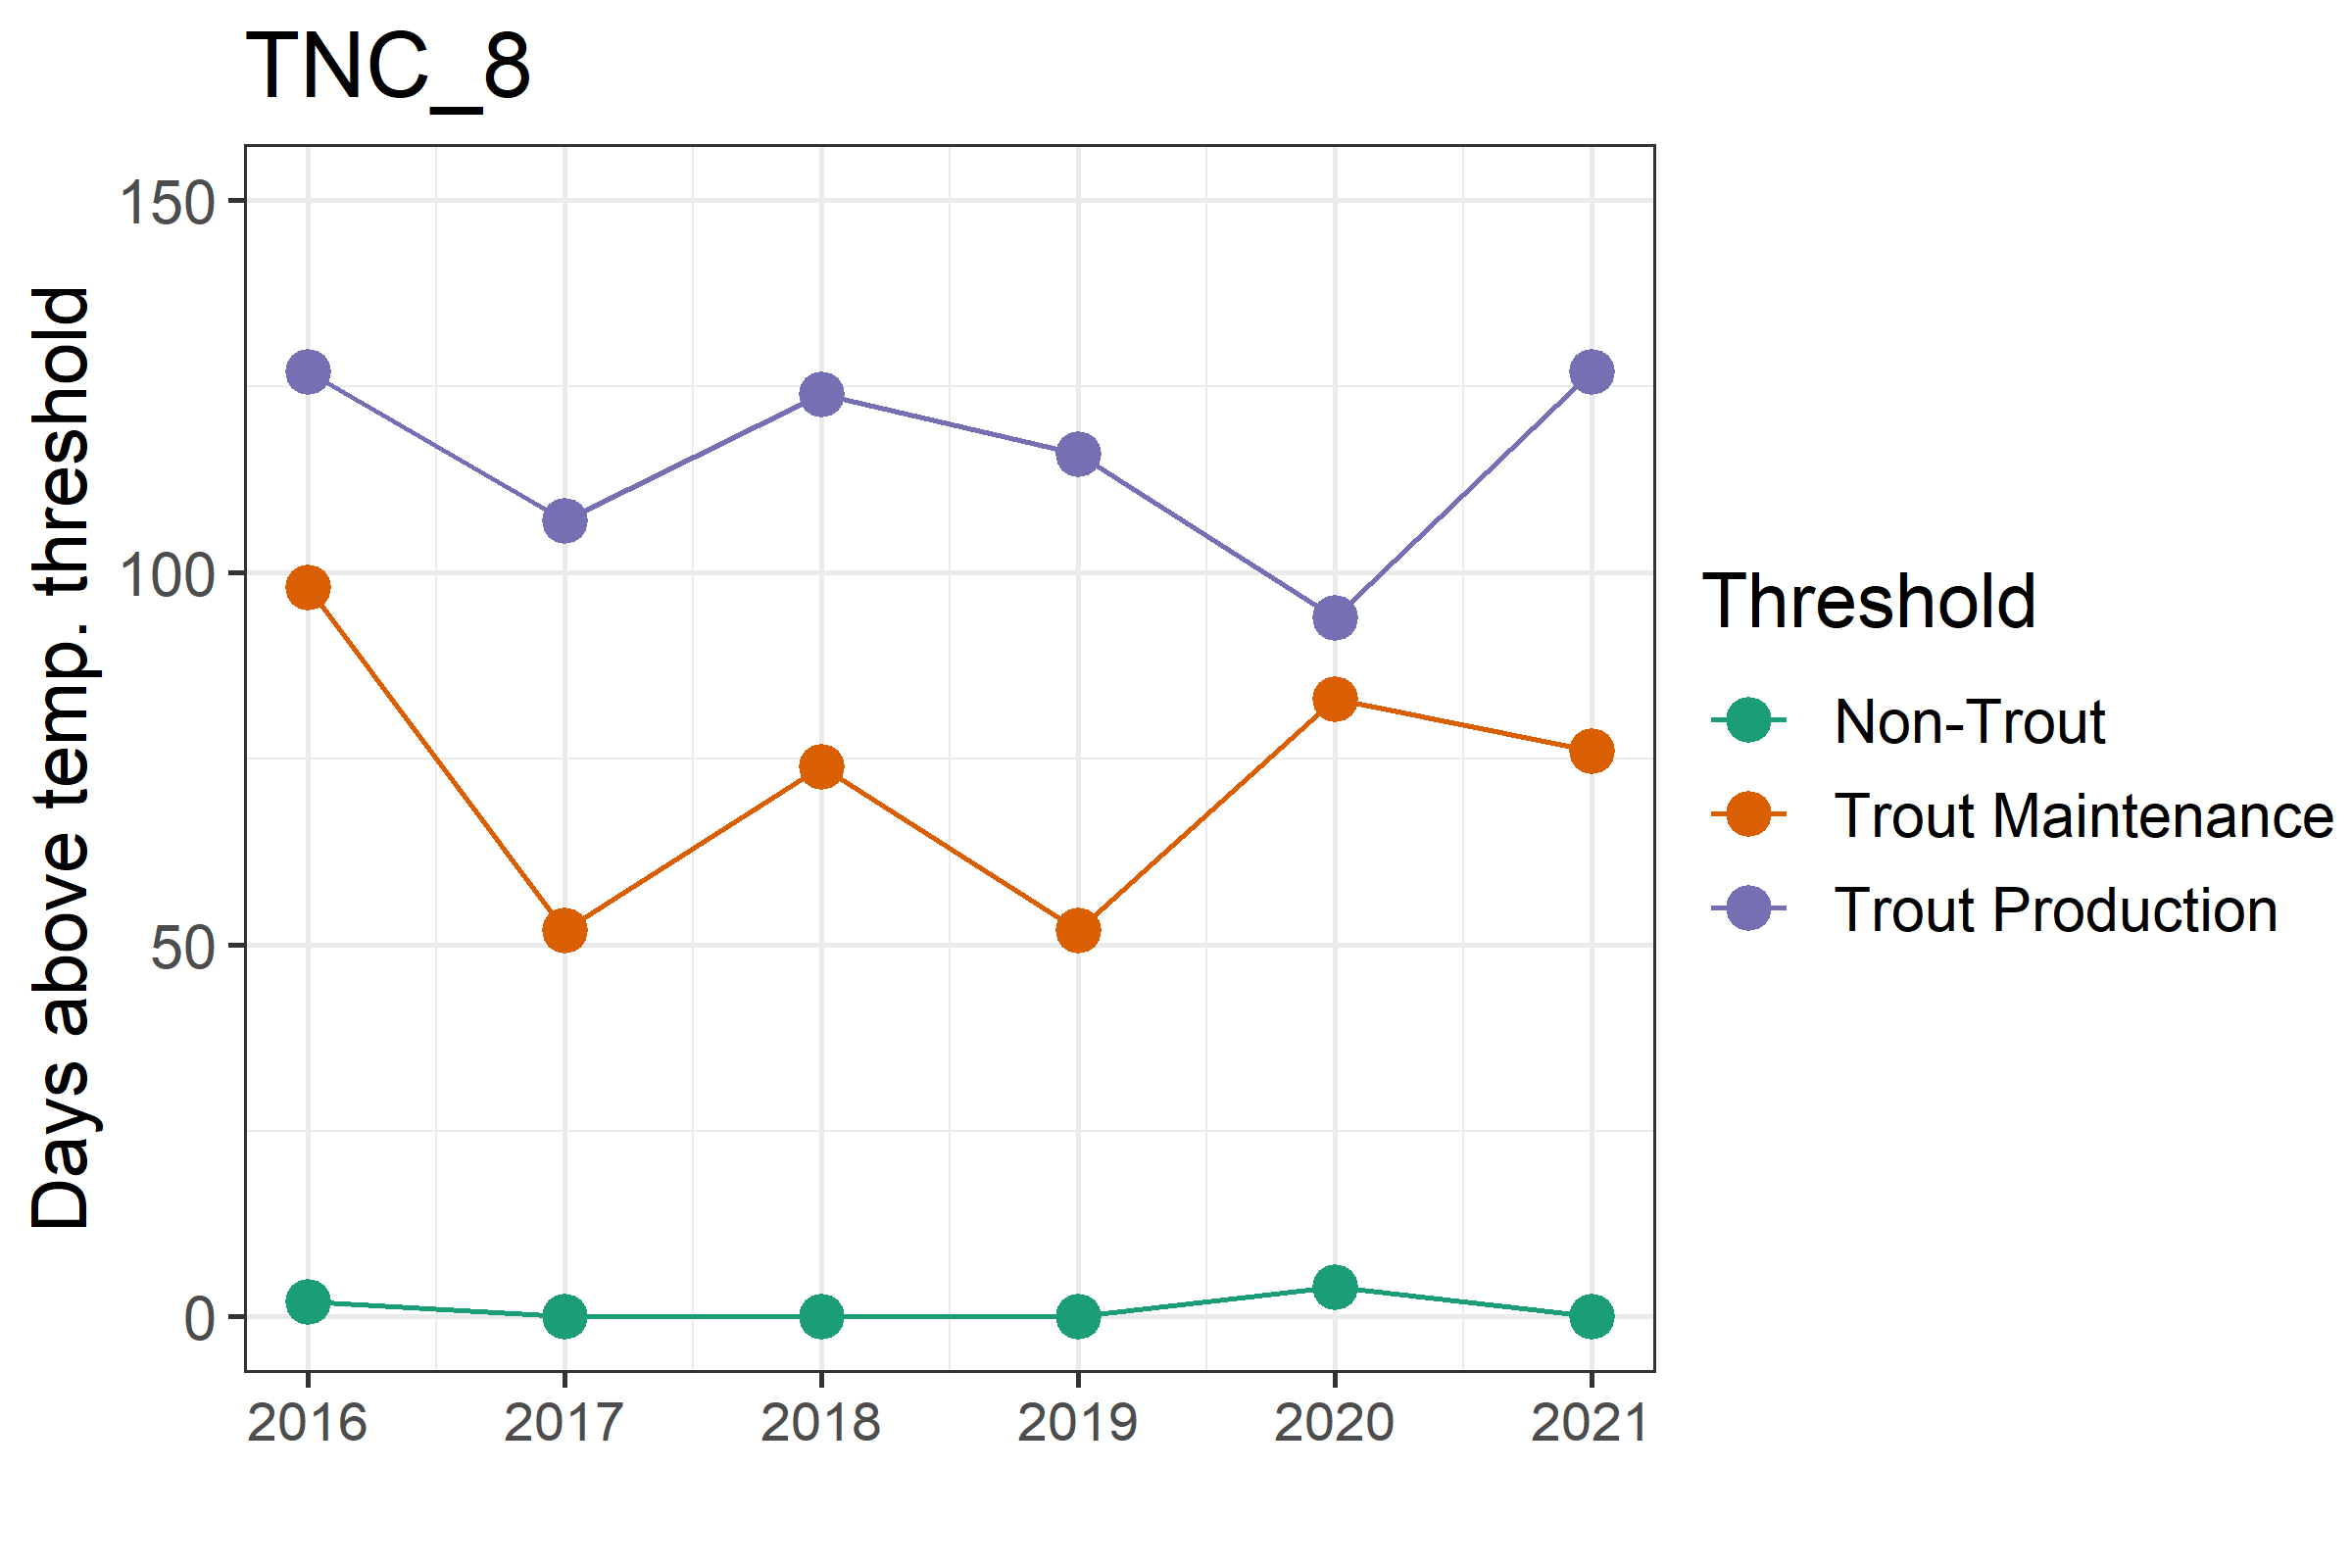 TNC_8
Days above temp. threshold
150
100
50
0
2016 2017 2018 2019 2020 2021
Threshold
Non-Trout
Trout Maintenance
Trout Production